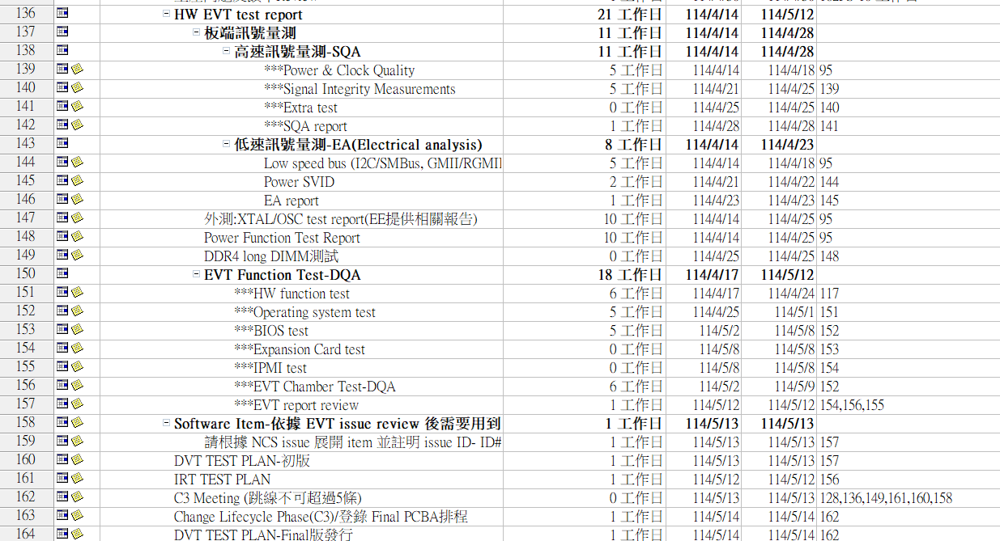 136 HW EVT test report 21 工作日 114/4/14 114/5/12
137 板端訊號量測 11 工作日 114/4/14 114/4/28
138 高速訊號量測-SQA 11 工作日 114/4/14 114/4/28
139 ***Power & Clock Quality 5 工作日 114/4/14 114/4/18 95
140 ***Signal Integrity Measurements 5 工作日 114/4/21 114/4/25 139
141 ***Extra test 0 工作日 114/4/25 114/4/25 140
142 ***SQA report 1 工作日 114/4/28 114/4/28 141
143 低速訊號量測-EA(Electrical analysis) 8 工作日 114/4/14 114/4/23
144 Low speed bus (I2C/SMBus, GMII/RGMII 5 工作日 114/4/14 114/4/18 95
145 Power SVID 2 工作日 114/4/21 114/4/22 144
146 EA report 1 工作日 114/4/23 114/4/23 145
147 外測:XTAL/OSC test report(EE提供相關報告) 10 工作日 114/4/14 114/4/25 95
148 Power Function Test Report 10 工作日 114/4/14 114/4/25 95
149 DDR4 long DIMM測試 0 工作日 114/4/25 114/4/25 148
150 EVT Function Test-DQA 18 工作日 114/4/17 114/5/12
151 ***HW function test 6 工作日 114/4/17 114/4/24 117
152 ***Operating system test 5 工作日 114/4/25 114/5/1 151
153 ***BIOS test 5 工作日 114/5/2 114/5/8 152
154 ***Expansion Card test 0 工作日 114/5/8 114/5/8 153
155 ***IPMI test 0 工作日 114/5/8 114/5/8 154
156 ***EVT Chamber Test-DQA 6 工作日 114/5/2 114/5/9 152
157 ***EVT report review 1 工作日 114/5/12 114/5/12 154,156,155
158 Software Item-依據 EVT issue review 後需要用到 1 工作日 114/5/13 114/5/13
159 請根據 NCS issue 展開 item 並註明 issue ID- ID# 1 工作日 114/5/13 114/5/13 157
160 DVT TEST PLAN-初版 1 工作日 114/5/13 114/5/13 157
161 IRT TEST PLAN 1 工作日 114/5/12 114/5/12 156
162 C3 Meeting (跳線不可超過5條) 0 工作日 114/5/13 114/5/13 128,136,149,161,160,158
163 Change Lifecycle Phase(C3)/登錄 Final PCBA排程 1 工作日 114/5/14 114/5/14 162
164 DVT TEST PLAN-Final版發行 1 工作日 114/5/14 114/5/14 162